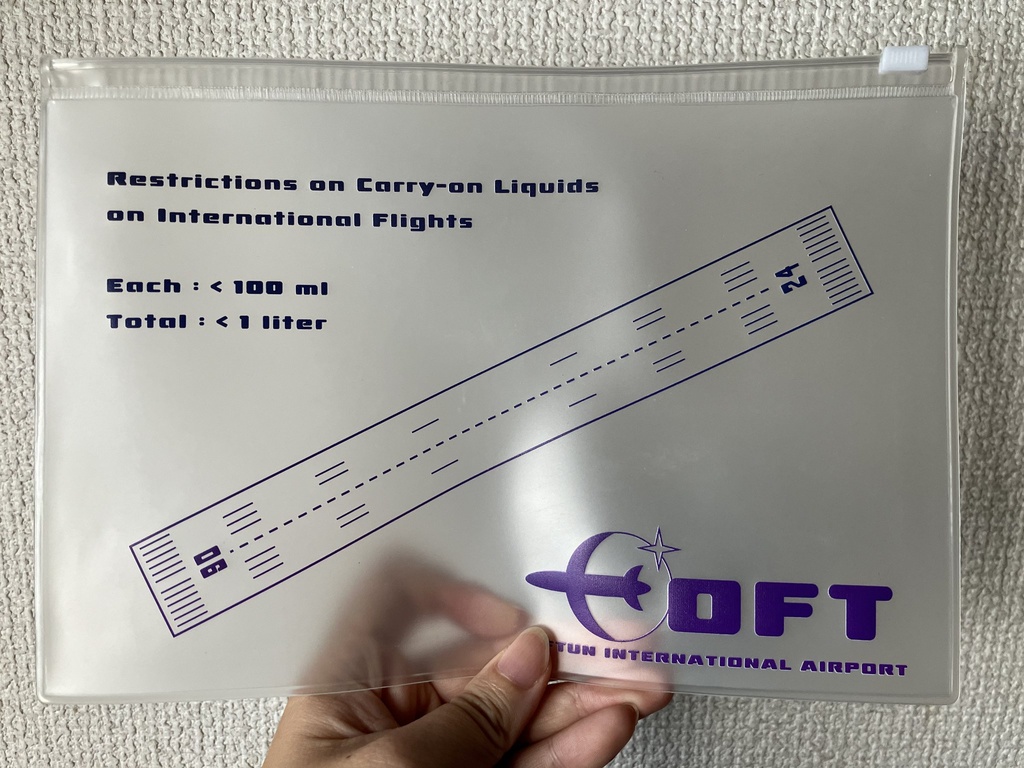 Restrictions on Carry-on Liquids
on International Flights
Each : < 100 ml
Total : < 1 liter
24
06
OFT
INTERNATIONAL AIRPORT